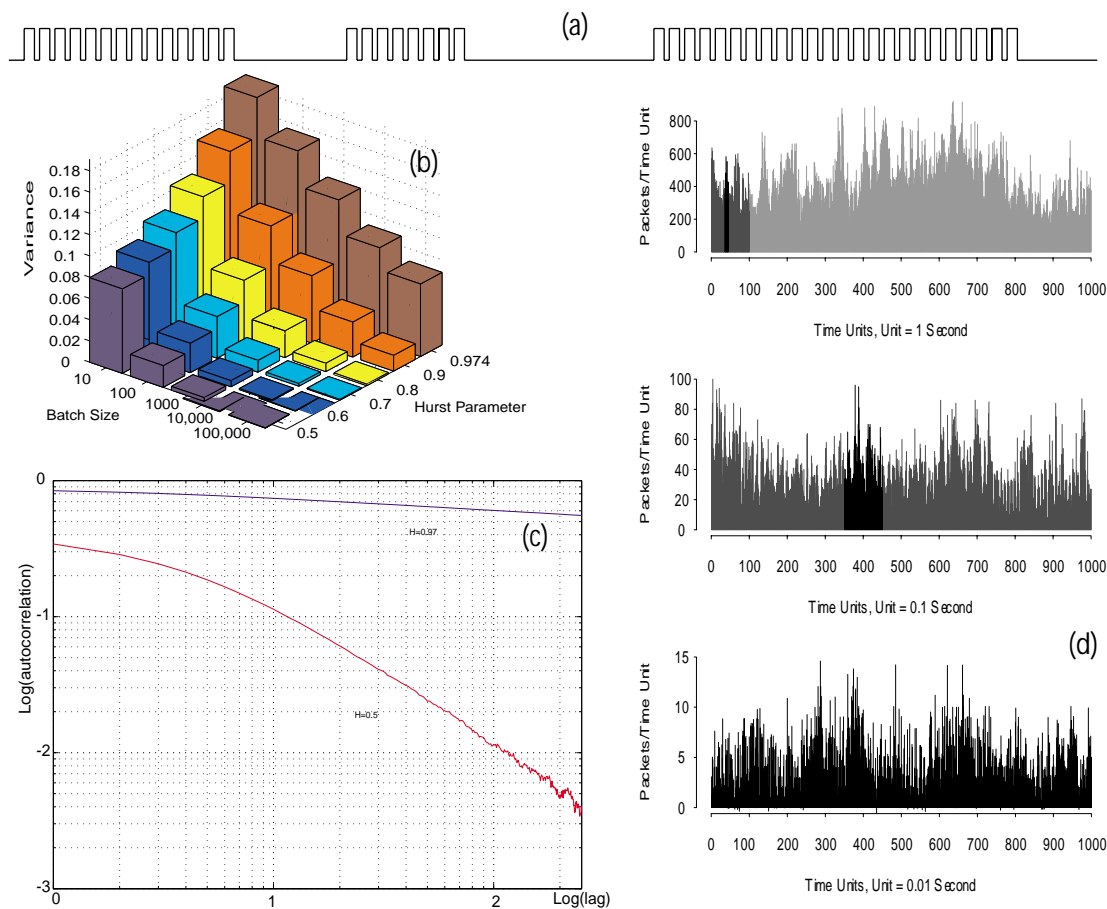 (a)
(b)
Variance
0.18
0.16
0.14
0.12
0.1
0.08
0.06
0.04
0.02
0
10
100
1000
10,000
100,000
Batch Size
0.5
0.6
0.7
0.8
0.9
0.974
Hurst Parameter
(c)
Log(autocorrelation)
0
-1
-2
-3
H=0.97
H=0.5
0
1
2
Log(lag)
Packets/Time Unit
800
600
400
200
0
0 100 200 300 400 500 600 700 800 900 1000
Time Units, Unit = 1 Second
Packets/Time Unit
100
80
60
40
20
0
0 100 200 300 400 500 600 700 800 900 1000
Time Units, Unit = 0.1 Second
(d)
Packets/Time Unit
15
10
5
0
0 100 200 300 400 500 600 700 800 900 1000
Time Units, Unit = 0.01 Second